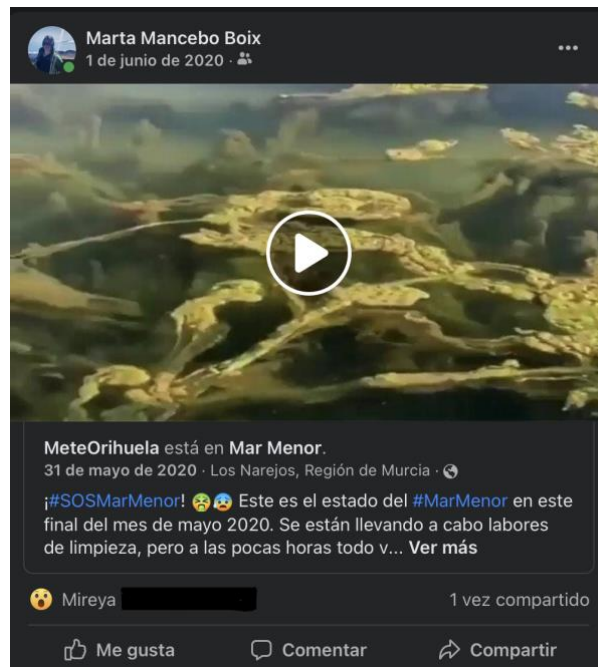 Marta Mancebo Boix
1 de junio de 2020 ·
MeteOrihuela está en Mar Menor.
31 de mayo de 2020 · Los Narejos, Región de Murcia ·
¡#SOSMarMenor! 🤮😰 Este es el estado del #MarMenor en este
final del mes de mayo 2020. Se están llevando a cabo labores
de limpieza, pero a las pocas horas todo v... Ver más
Mireya
1 vez compartido
Me gusta
Comentar
Compartir